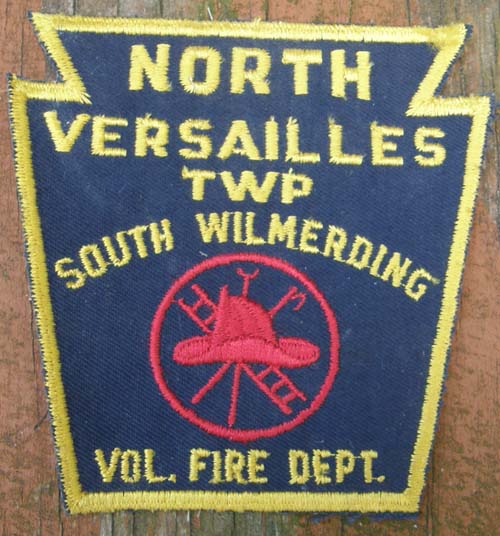 NORTH
VERSAILLES
TWP
SOUTH WILMERDING
VOL. FIRE DEPT.